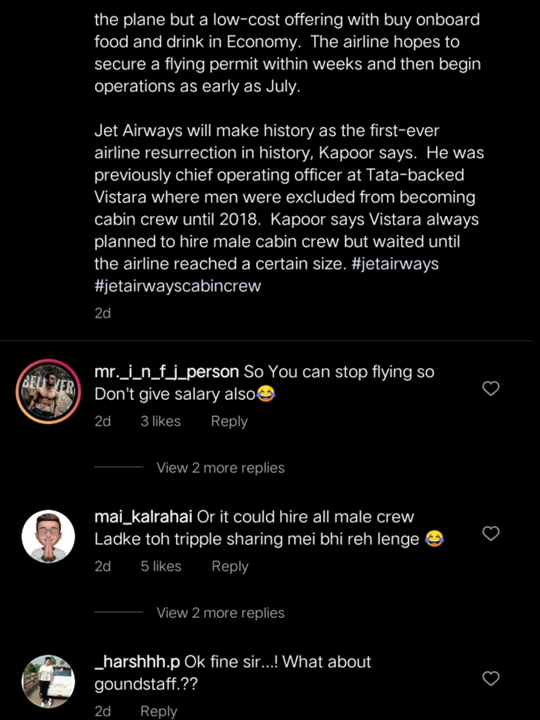 the plane but a low-cost offering with buy onboard
food and drink in Economy. The airline hopes to
secure a flying permit within weeks and then begin
operations as early as July.
Jet Airways will make history as the first-ever
airline resurrection in history, Kapoor says. He was
previously chief operating officer at Tata-backed
Vistara where men were excluded from becoming
cabin crew until 2018. Kapoor says Vistara always
planned to hire male cabin crew but waited until
the airline reached a certain size. #jetairways
#jetairwayscabincrew
2d
BELIEVER
mr._i_n_f_j_person So You can stop flying so
Don't give salary also😂
2d 3 likes Reply
View 2 more replies
mai_kalrahai Or it could hire all male crew
Ladke toh tripple sharing mei bhi reh lenge 😂
2d 5 likes Reply
View 2 more replies
_harshhh.p Ok fine sir...! What about
goundstaff.??
2d Reply